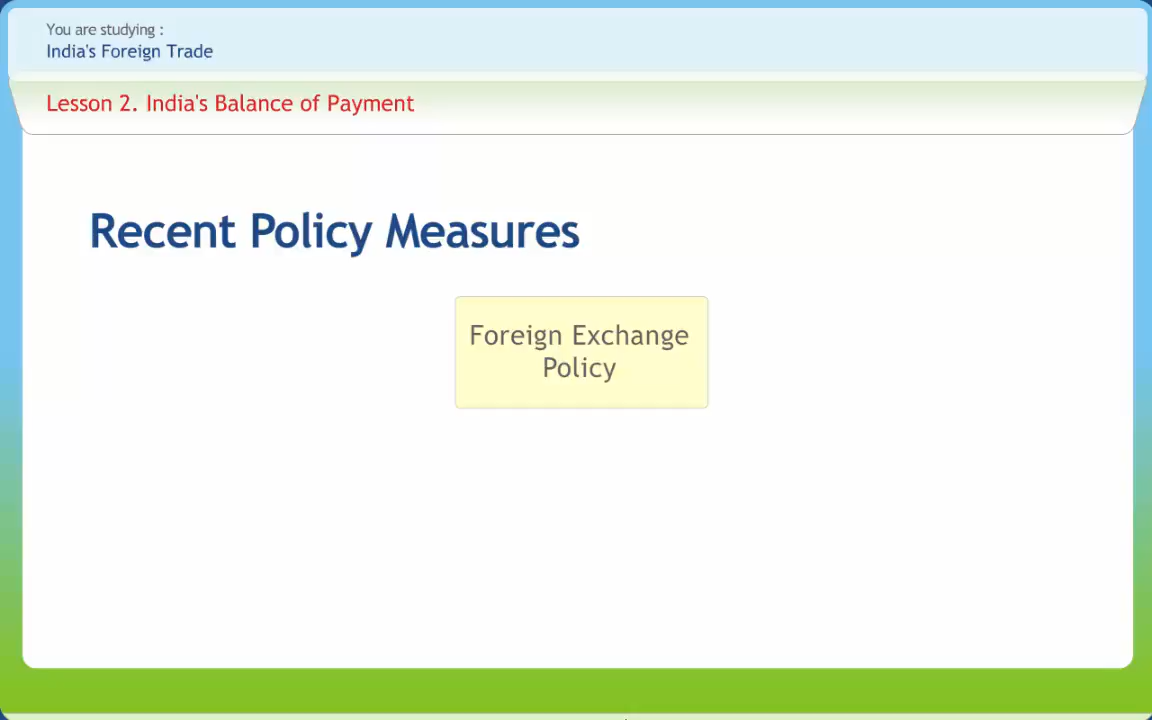 You are studying :
India's Foreign Trade
Lesson 2. India's Balance of Payment
Recent Policy Measures
Foreign Exchange
Policy